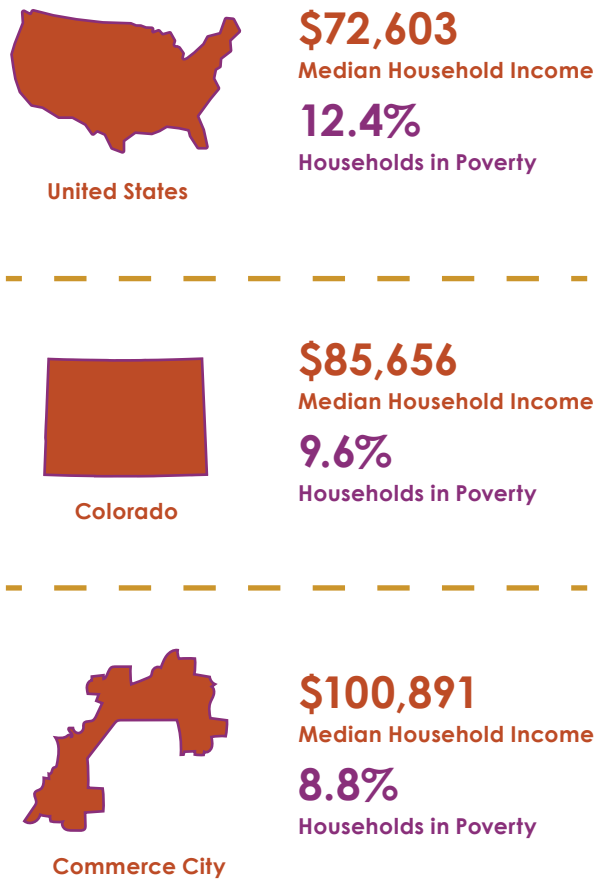 $72,603
Median Household Income
12.4%
Households in Poverty
United States
$85,656
Median Household Income
9.6%
Households in Poverty
Colorado
$100,891
Median Household Income
8.8%
Households in Poverty
Commerce City